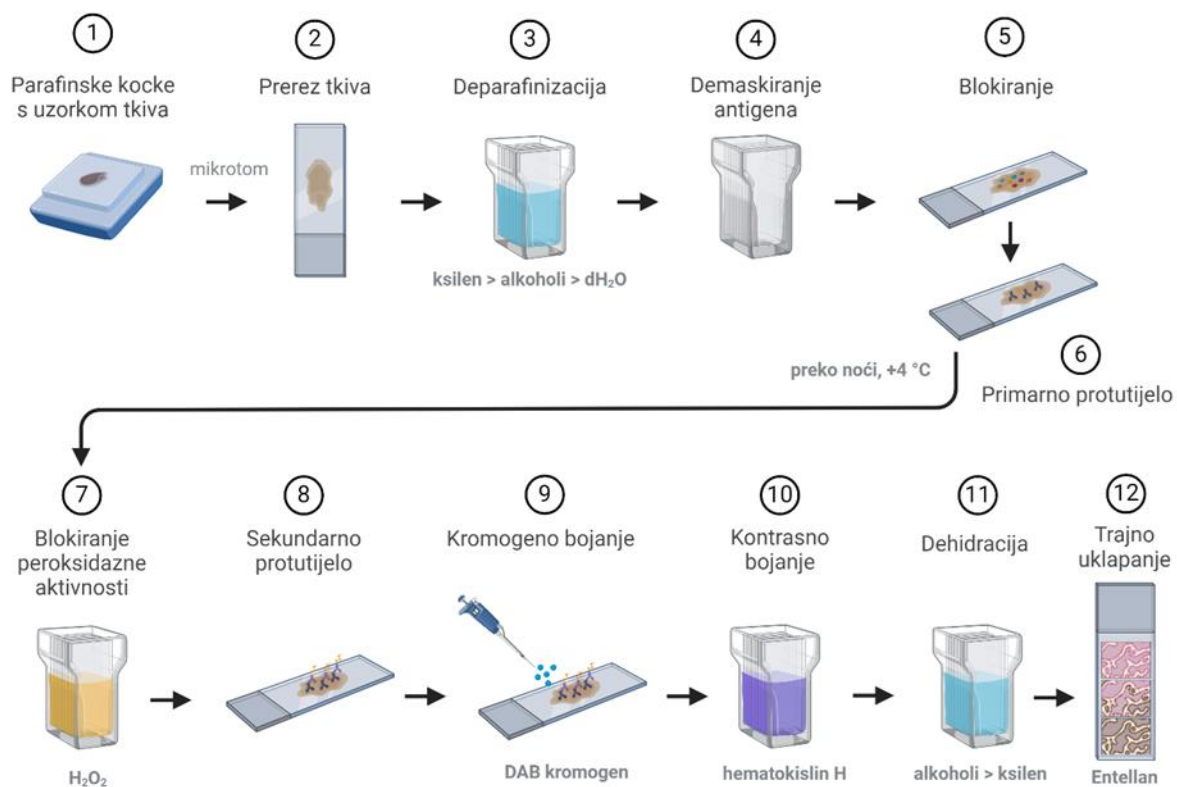 1
Parafinske kocke
s uzorkom tkiva
mikrotom
2
Prerez tkiva
3
Deparafinizacija
ksilen > alkoholi > dH₂O
4
Demaskiranje
antigena
5
Blokiranje
preko noći, +4 °C
6
Primarno protutijelo
7
Blokiranje
peroksidazne
aktivnosti
H₂O₂
8
Sekundarno
protutijelo
9
Kromogeno bojanje
DAB kromogen
10
Kontrasno
bojanje
hematokislin H
11
Dehidracija
alkoholi > ksilen
12
Trajno
uklapanje
Entellan